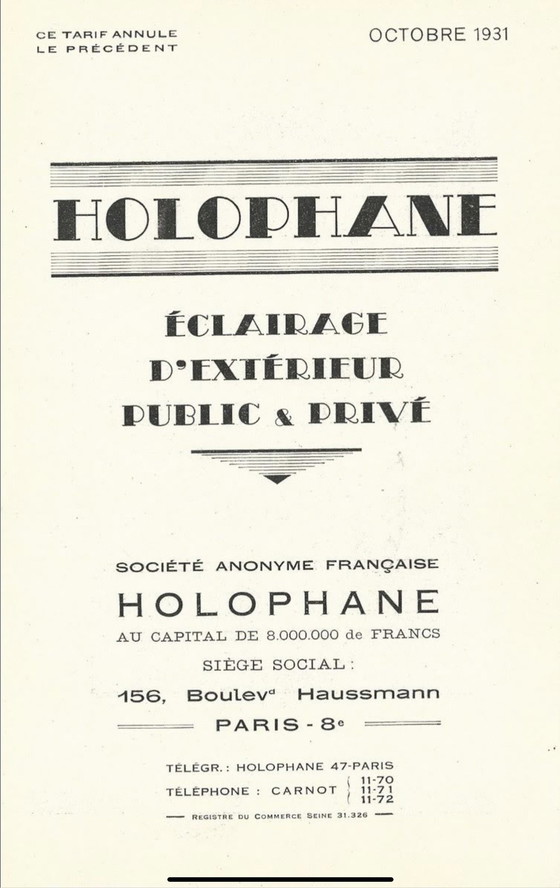 CE TARIF ANNULE
LE PRÉCÉDENT
OCTOBRE 1931
HOLOPHANE
ÉCLAIRAGE
D'EXTÉRIEUR
PUBLIC & PRIVÉ
SOCIÉTÉ ANONYME FRANÇAISE
HOLOPHANE
AU CAPITAL DE 8.000.000 de FRANCS
SIÈGE SOCIAL :
156, Boulevᵈ Haussmann
PARIS - 8ᵉ
TÉLÉGR. : HOLOPHANE 47-PARIS
TÉLÉPHONE : CARNOT { 11-70
11-71
11-72
REGISTRE DU COMMERCE SEINE 31.326